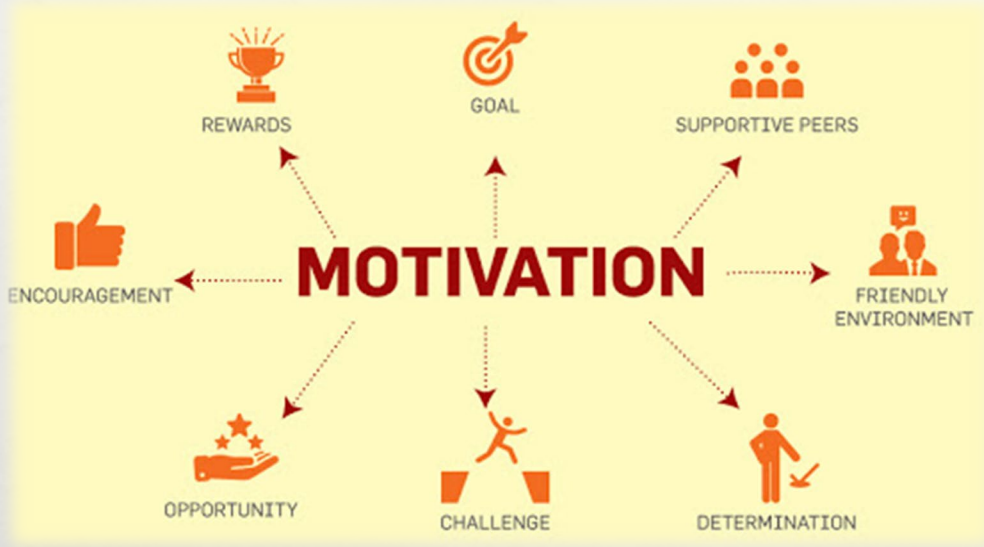 REWARDS
GOAL
SUPPORTIVE PEERS
ENCOURAGEMENT
MOTIVATION
FRIENDLY
ENVIRONMENT
OPPORTUNITY
CHALLENGE
DETERMINATION